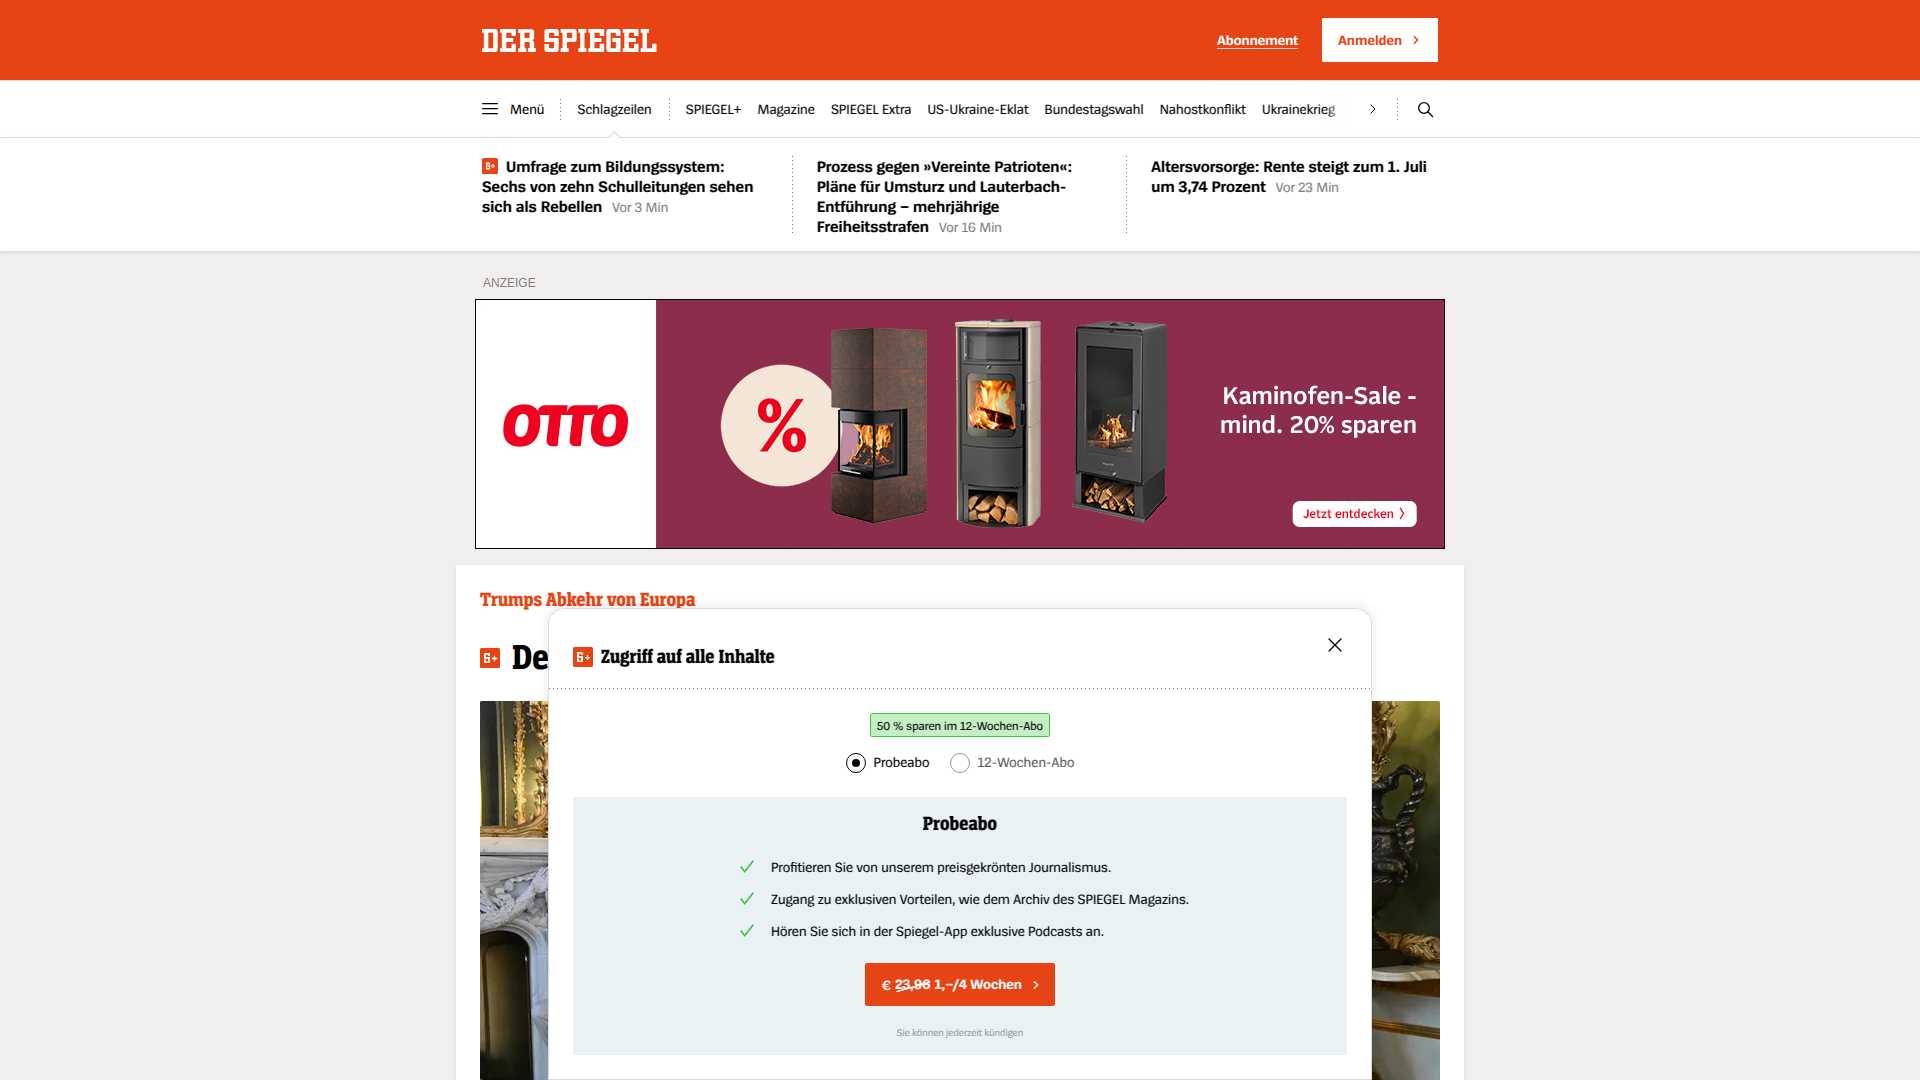 DER SPIEGEL
Abonnement
Anmelden
Menü
Schlagzeilen
SPIEGEL+
Magazine
SPIEGEL Extra
US-Ukraine-Eklat
Bundestagswahl
Nahostkonflikt
Ukrainekrieg
Umfrage zum Bildungssystem:
Sechs von zehn Schulleitungen sehen
sich als Rebellen Vor 3 Min
Prozess gegen »Vereinte Patrioten«:
Pläne für Umsturz und Lauterbach-
Entführung – mehrjährige
Freiheitsstrafen Vor 16 Min
Altersvorsorge: Rente steigt zum 1. Juli
um 3,74 Prozent Vor 23 Min
ANZEIGE
OTTO
%
Kaminofen-Sale -
mind. 20% sparen
Jetzt entdecken
Trumps Abkehr von Europa
S+ De
S+ Zugriff auf alle Inhalte
50 % sparen im 12-Wochen-Abo
Probeabo
12-Wochen-Abo
Probeabo
Profitieren Sie von unserem preisgekrönten Journalismus.
Zugang zu exklusiven Vorteilen, wie dem Archiv des SPIEGEL Magazins.
Hören Sie sich in der Spiegel-App exklusive Podcasts an.
€ 23,96 1,–/4 Wochen
Sie können jederzeit kündigen